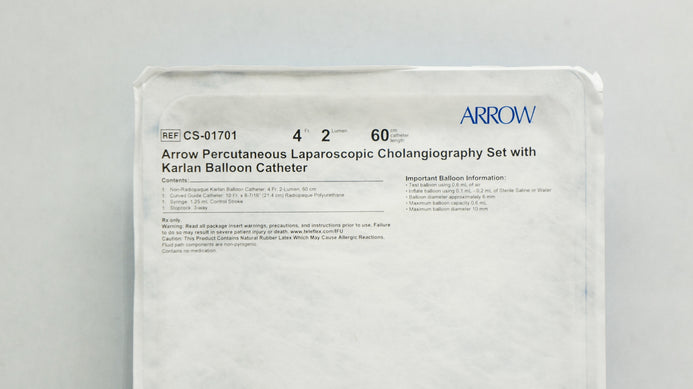 ARROW
REF CS-01701 4 Fr. 2 Lumen 60 cm catheter length
Arrow Percutaneous Laparoscopic Cholangiography Set with
Karlan Balloon Catheter
Contents:
1 Non-Radiopaque Karlan Balloon Catheter: 4 Fr. 2-Lumen, 60 cm
1 Curved Guide Catheter: 10 Fr. x 8-7/16" (21.4 cm) Radiopaque Polyurethane
1 Syringe: 1.25 mL Control Stroke
1 Stopcock: 3-way
Important Balloon Information:
• Test balloon using 0.6 mL of air
• Inflate balloon using 0.1 mL - 0.2 mL of Sterile Saline or Water
• Balloon diameter approximately 6 mm
• Maximum balloon capacity 0.6 mL
• Maximum balloon diameter 10 mm
Rx only.
Warning: Read all package insert warnings, precautions, and instructions prior to use. Failure
to do so may result in severe patient injury or death. www.teleflex.com/IFU
Caution: This Product Contains Natural Rubber Latex Which May Cause Allergic Reactions.
Fluid path components are non-pyrogenic.
Contains no medication.